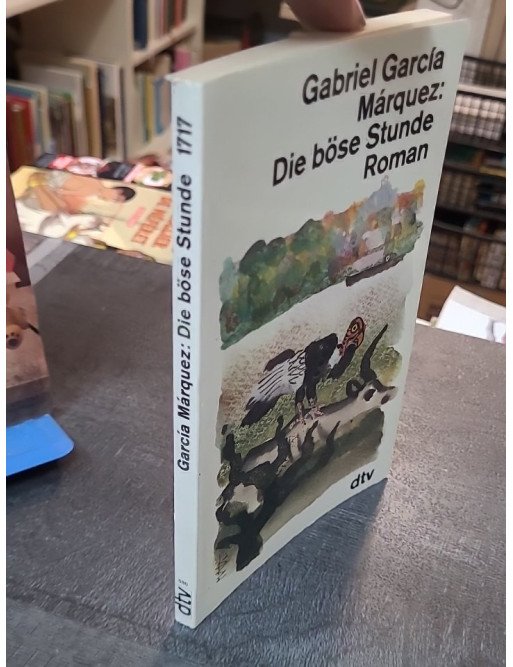 Gabriel García
Márquez:
Die böse Stunde
Roman
dtv
García Márquez: Die böse Stunde 1717
dtv